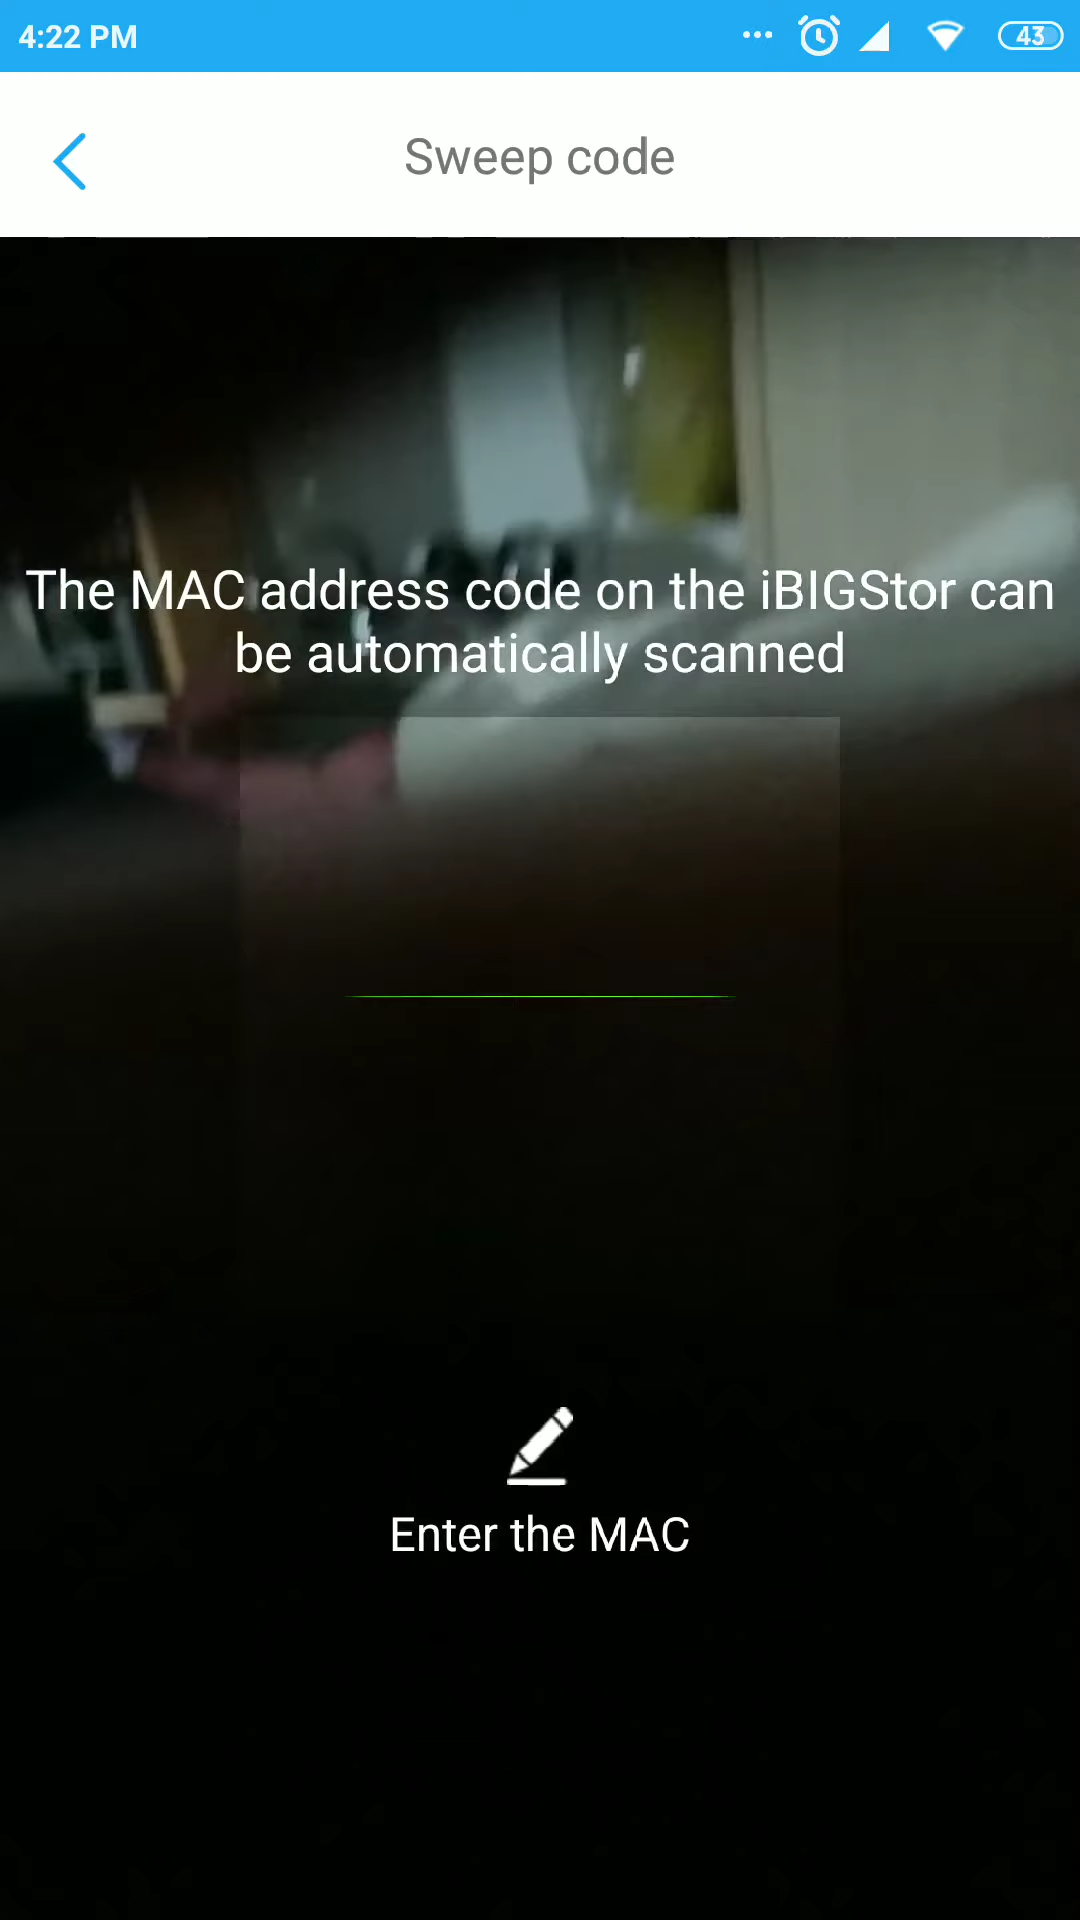 4:22 PM
43
Sweep code
The MAC address code on the iBIGStor can
be automatically scanned
Enter the MAC